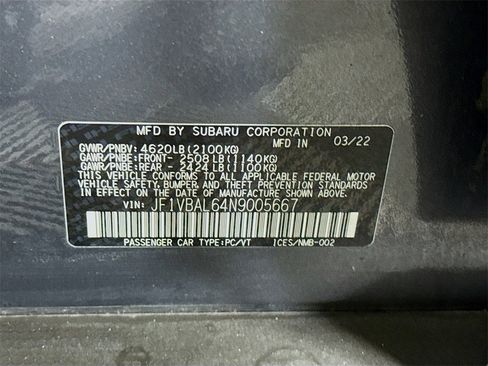 MFD BY SUBARU CORPORATION
GVWR/PNBV: 4620LB(2100KG) MFD IN 03/22
GAWR/PNBE:FRONT- 2508LB(1140KG)
GAWR/PNBE:REAR - 2424LB(1100KG)
THIS VEHICLE CONFORMS TO ALL APPLICABLE
FEDERAL MOTOR VEHICLE SAFETY, BUMPER,
AND THEFT PREVENTION STANDARDS IN EFFECT
ON THE DATE OF MANUFACTURE SHOWN ABOVE.
VIN: JF1VBAL64N9005667
PASSENGER CAR TYPE:PC/VT ICES/NMB-002